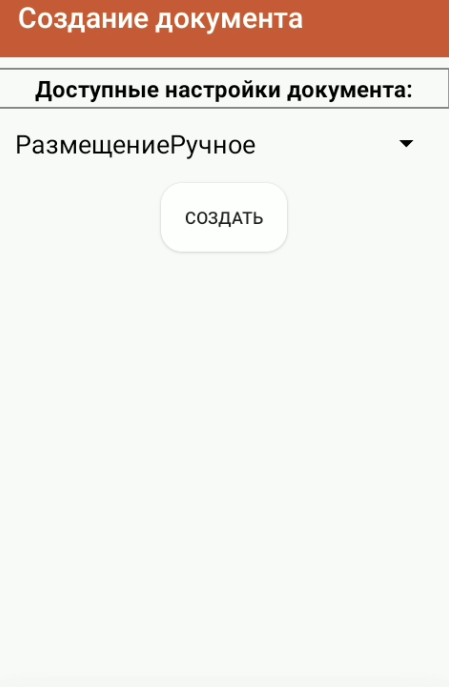 Создание документа
Доступные настройки документа:
РазмещениеРучное
СОЗДАТЬ